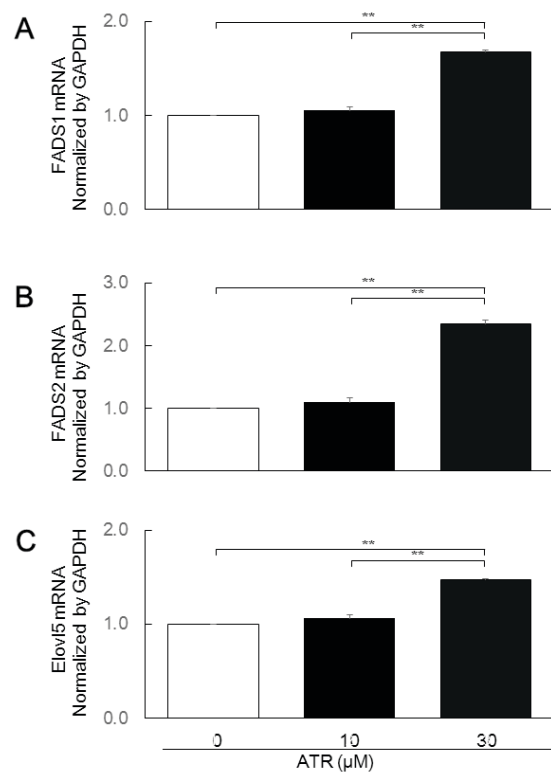 A
FADS1 mRNA
Normalized by GAPDH
2.0
1.0
0.0
**
**
B
FADS2 mRNA
Normalized by GAPDH
3.0
2.0
1.0
0.0
**
**
C
Elovl5 mRNA
Normalized by GAPDH
2.0
1.0
0.0
**
**
0 10 30
ATR (µM)